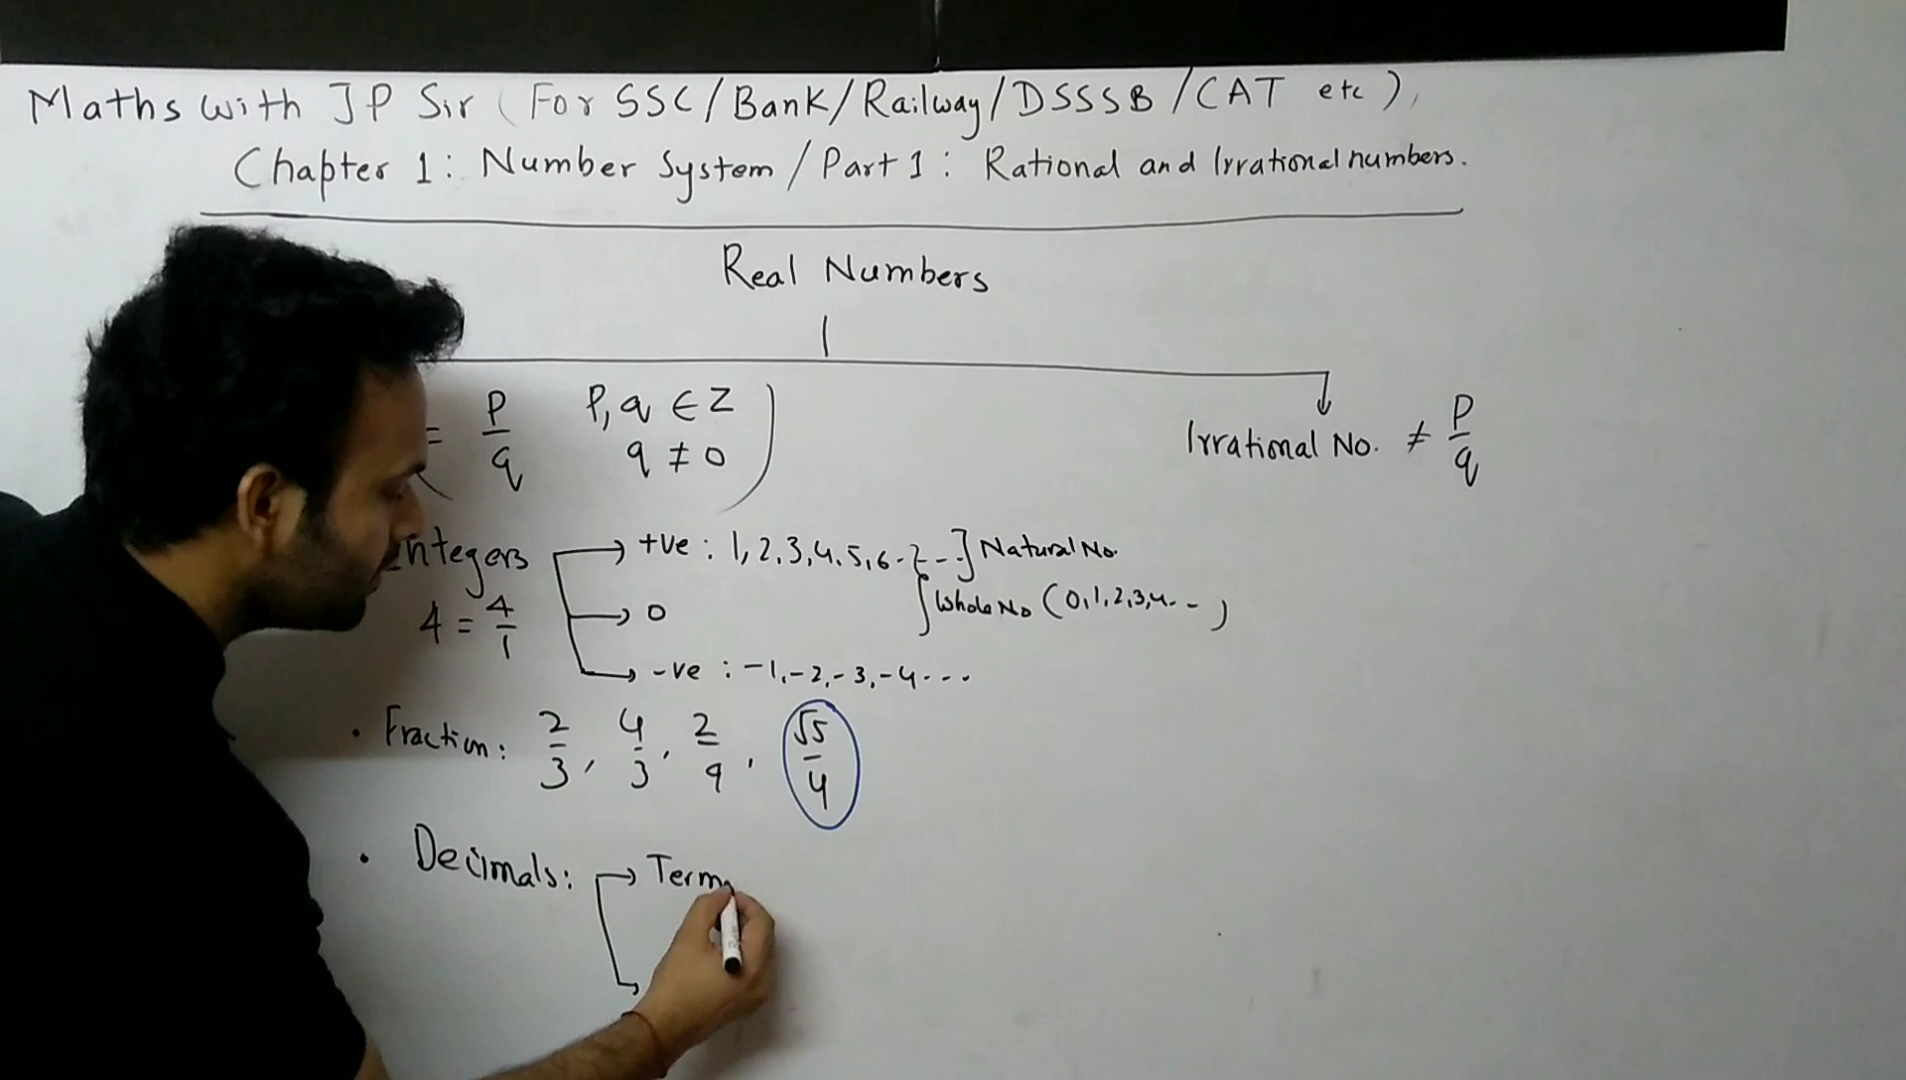 Maths with JP Sir (For SSC/Bank/Railway/DSSSB/CAT etc),
Chapter 1: Number System / Part 1: Rational and Irrational numbers.
Real Numbers
= p/q P, q ∈ Z
q ≠ 0
Irrational No. ≠ p/q
Integers → +ve : 1, 2, 3, 4, 5, 6 - - - ] Natural No.
4 = 4/1 → 0 Whole No (0, 1, 2, 3, 4 - - )
→ -ve : -1, -2, -3, -4 ...
• Fraction: 2/3, 4/3, 2/9, √5/4
• Decimals: → Term